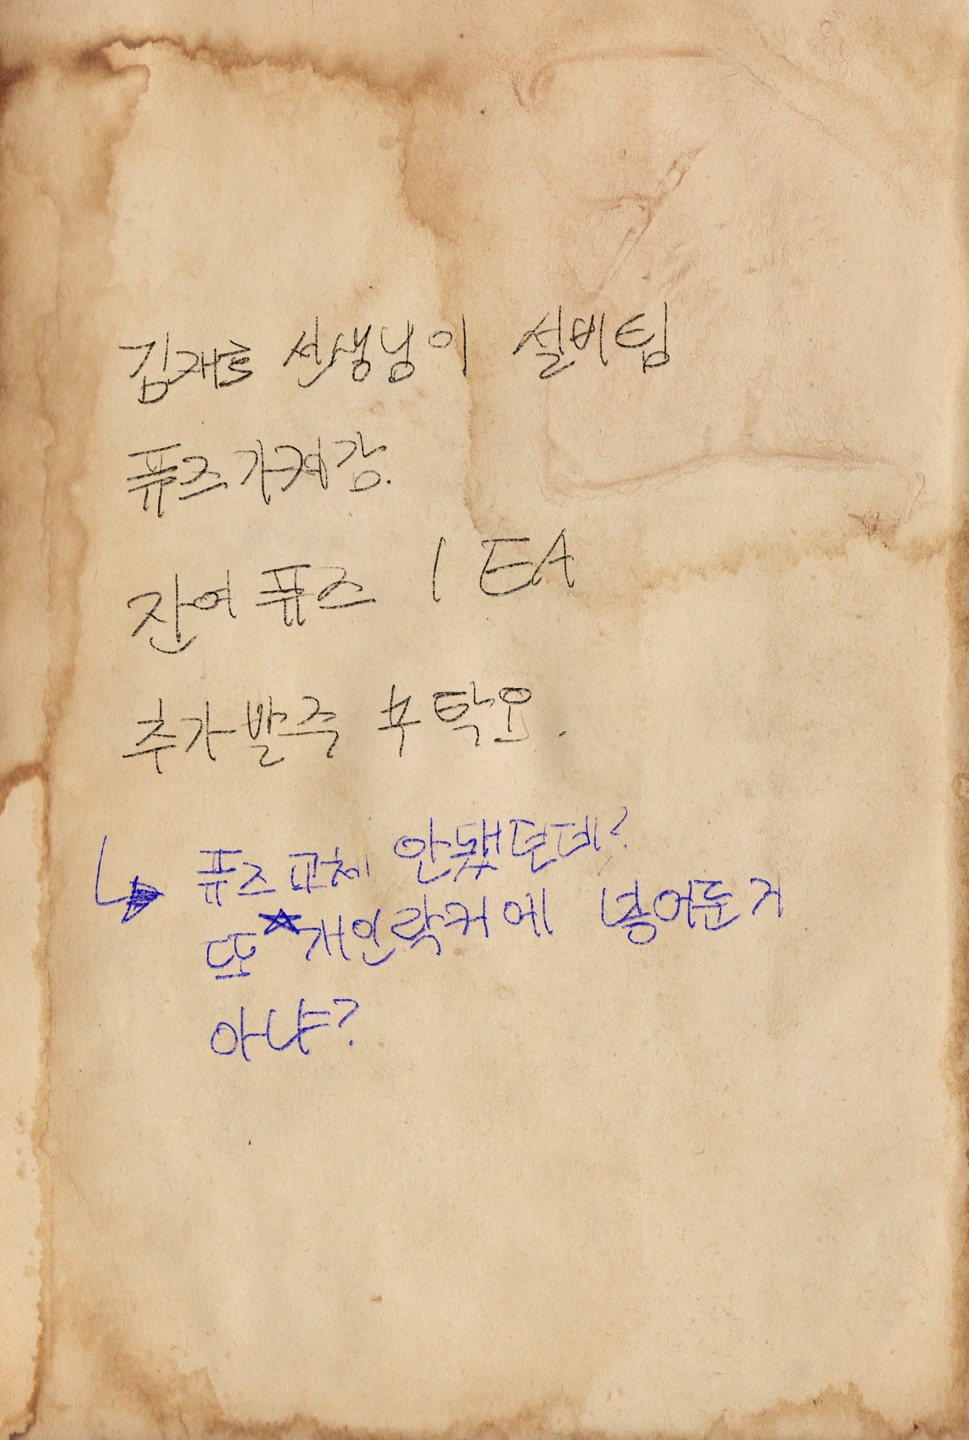 김재호 선생님이 설비팀
퓨즈 가져감.
잔여 퓨즈 1 EA
추가 발주 부탁요.
↳ 퓨즈 교체 안됐던데?
또 ★개인락커에 넣어둔거
아냐?